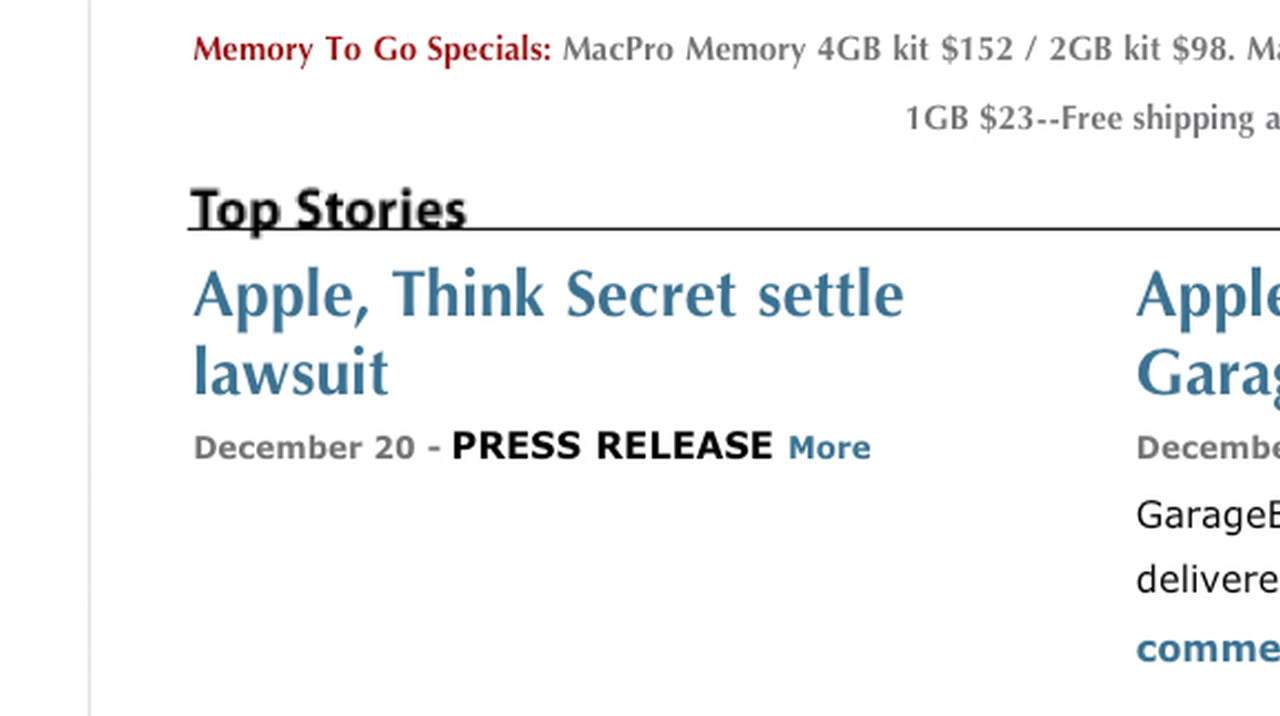 Memory To Go Specials: MacPro Memory 4GB kit $152 / 2GB kit $98.
1GB $23--Free shipping
Top Stories
Apple, Think Secret settle
lawsuit
December 20 - PRESS RELEASE More